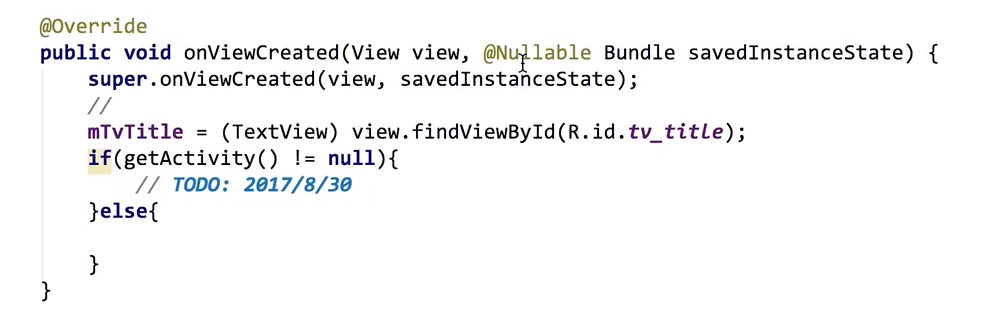 @Override
public void onViewCreated(View view, @Nullable Bundle savedInstanceState) {
    super.onViewCreated(view, savedInstanceState);
    //
    mTvTitle = (TextView) view.findViewById(R.id.tv_title);
    if(getActivity() != null){
        // TODO: 2017/8/30
    }else{

    }
}